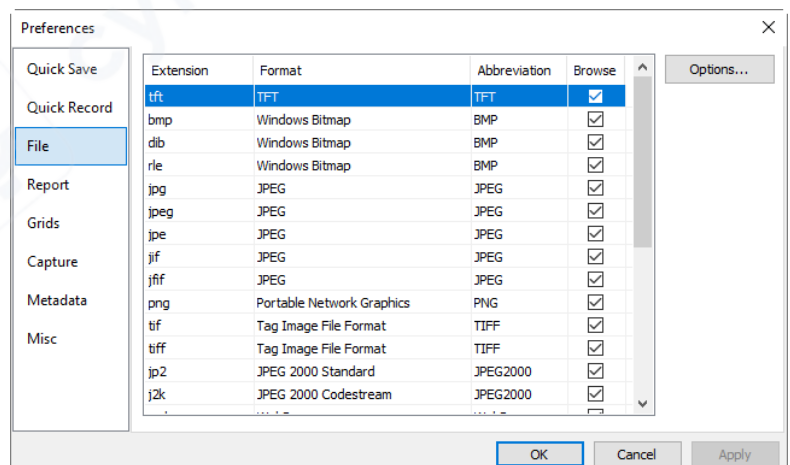 Preferences
Quick Save
Quick Record
File
Report
Grids
Capture
Metadata
Misc
Extension Format Abbreviation Browse
tft TFT TFT
bmp Windows Bitmap BMP
dib Windows Bitmap BMP
rle Windows Bitmap BMP
jpg JPEG JPEG
jpeg JPEG JPEG
jpe JPEG JPEG
jif JPEG JPEG
jfif JPEG JPEG
png Portable Network Graphics PNG
tif Tag Image File Format TIFF
tiff Tag Image File Format TIFF
jp2 JPEG 2000 Standard JPEG2000
j2k JPEG 2000 Codestream JPEG2000
Options...
OK Cancel Apply